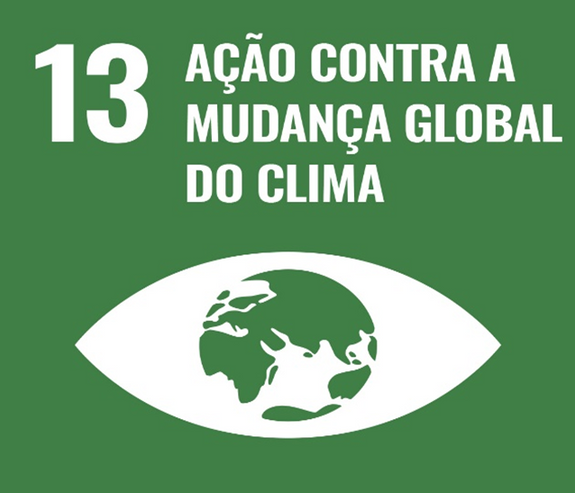 13
AÇÃO CONTRA A
MUDANÇA GLOBAL
DO CLIMA